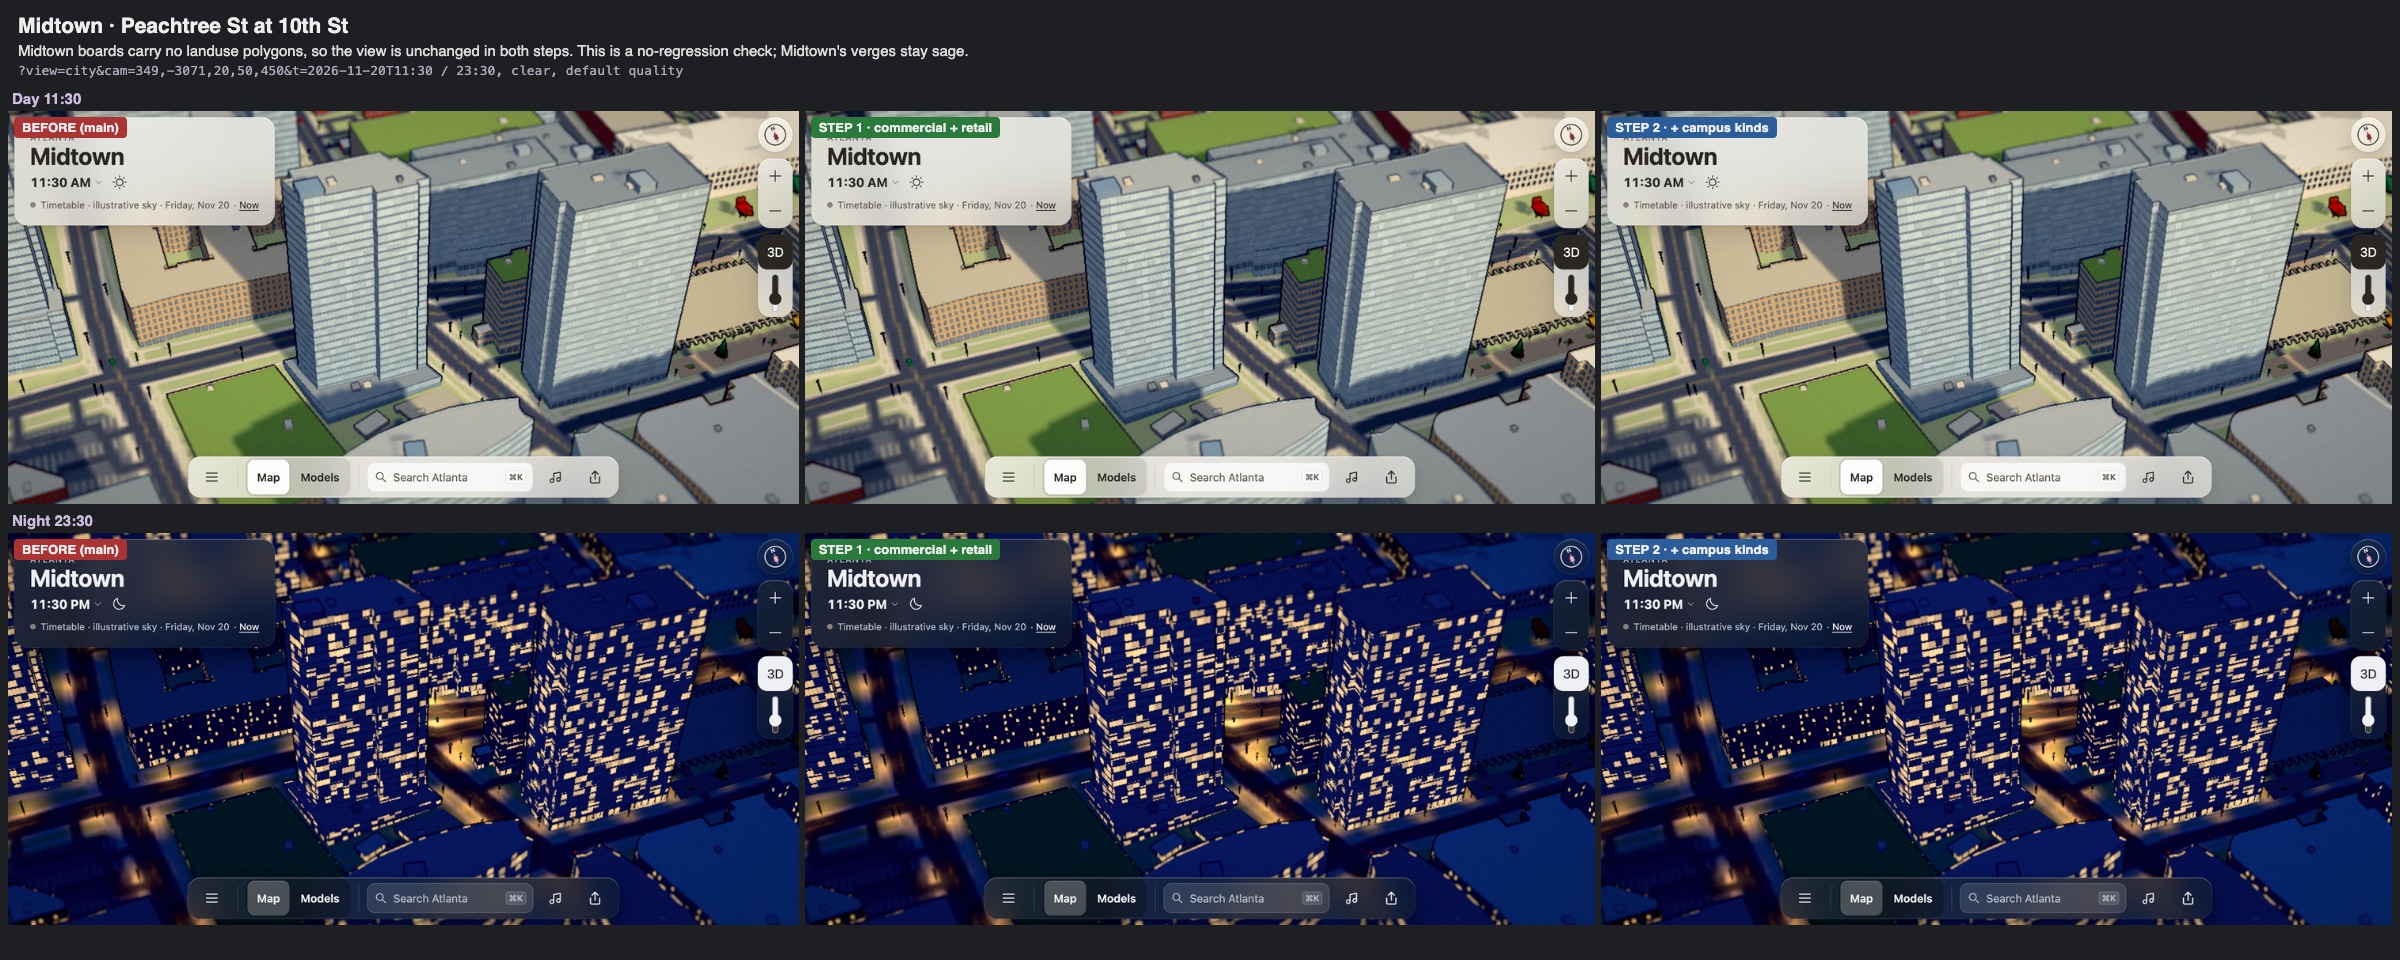 Midtown · Peachtree St at 10th St
Midtown boards carry no landuse polygons, so the view is unchanged in both steps. This is a no-regression check; Midtown's verges stay sage.
?view=city&cam=349,-3071,20,50,450&t=2026-11-20T11:30 / 23:30, clear, default quality
Day 11:30
BEFORE (main)
Midtown
11:30 AM
Timetable · illustrative sky · Friday, Nov 20 · Now
+
−
3D
Map Models Search Atlanta ⌘K
STEP 1 · commercial + retail
Midtown
11:30 AM
Timetable · illustrative sky · Friday, Nov 20 · Now
+
−
3D
Map Models Search Atlanta ⌘K
STEP 2 · + campus kinds
Midtown
11:30 AM
Timetable · illustrative sky · Friday, Nov 20 · Now
+
−
3D
Map Models Search Atlanta ⌘K
Night 23:30
BEFORE (main)
Midtown
11:30 PM
Timetable · illustrative sky · Friday, Nov 20 · Now
+
−
3D
Map Models Search Atlanta ⌘K
STEP 1 · commercial + retail
Midtown
11:30 PM
Timetable · illustrative sky · Friday, Nov 20 · Now
+
−
3D
Map Models Search Atlanta ⌘K
STEP 2 · + campus kinds
Midtown
11:30 PM
Timetable · illustrative sky · Friday, Nov 20 · Now
+
−
3D
Map Models Search Atlanta ⌘K